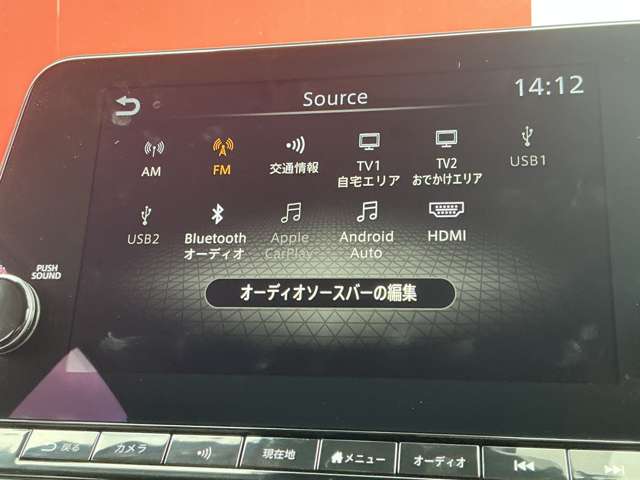 Source
14:12
AM
FM
交通情報
TV1
自宅エリア
TV2
おでかけエリア
USB1
USB2
Bluetooth
オーディオ
Apple
CarPlay
Android
Auto
HDMI
オーディオソースバーの編集
PUSH
SOUND
戻る
カメラ
現在地
メニュー
オーディオ